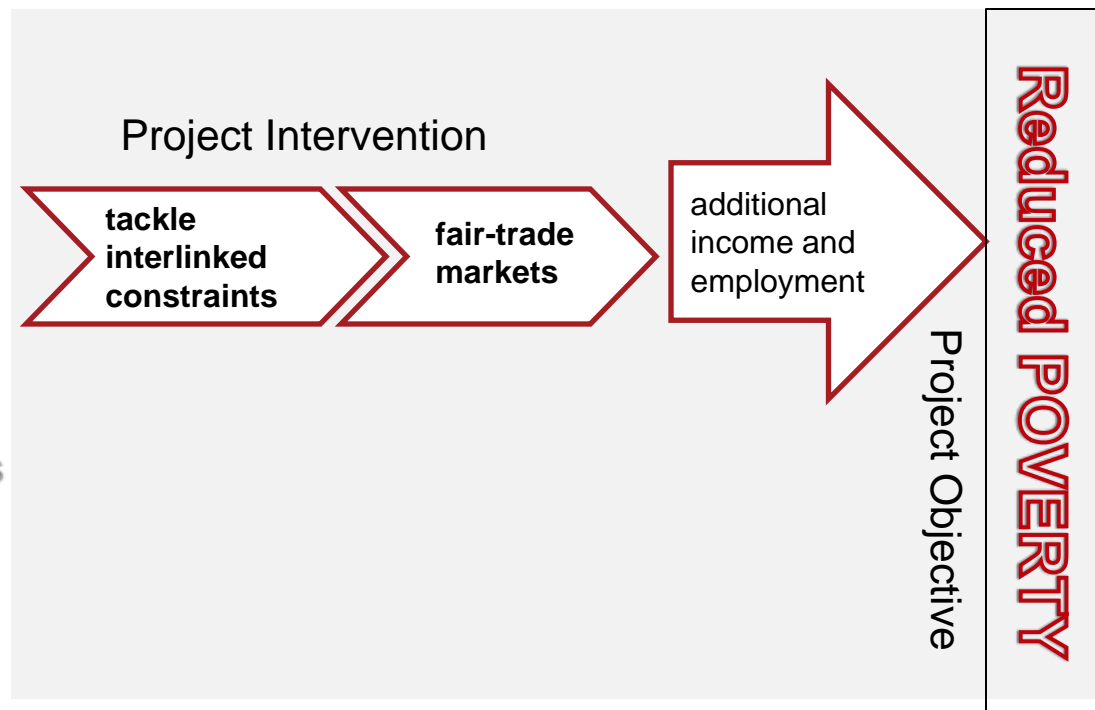 Project Intervention
tackle
interlinked
constraints
fair-trade
markets
additional
income and
employment
Project Objective
Reduced POVERTY